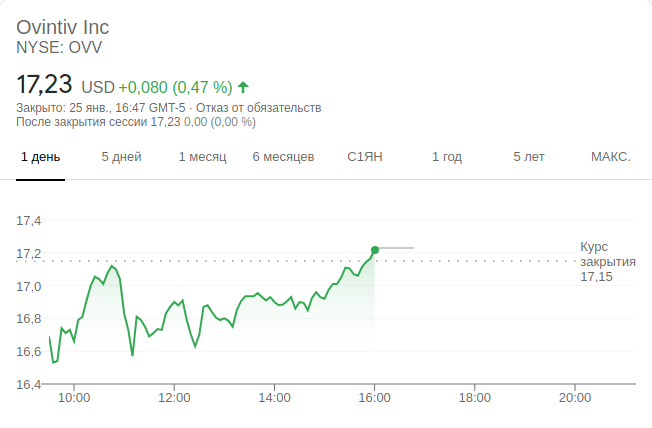 Ovintiv Inc
NYSE: OVV
17,23 USD +0,080 (0,47 %)
Закрыто: 25 янв., 16:47 GMT-5 · Отказ от обязательств
После закрытия сессии 17,23 0,00 (0,00 %)
1 день 5 дней 1 месяц 6 месяцев С1ЯН 1 год 5 лет МАКС.
17,4
17,2
17,0
16,8
16,6
16,4
Курс
закрытия
17,15
10:00 12:00 14:00 16:00 18:00 20:00